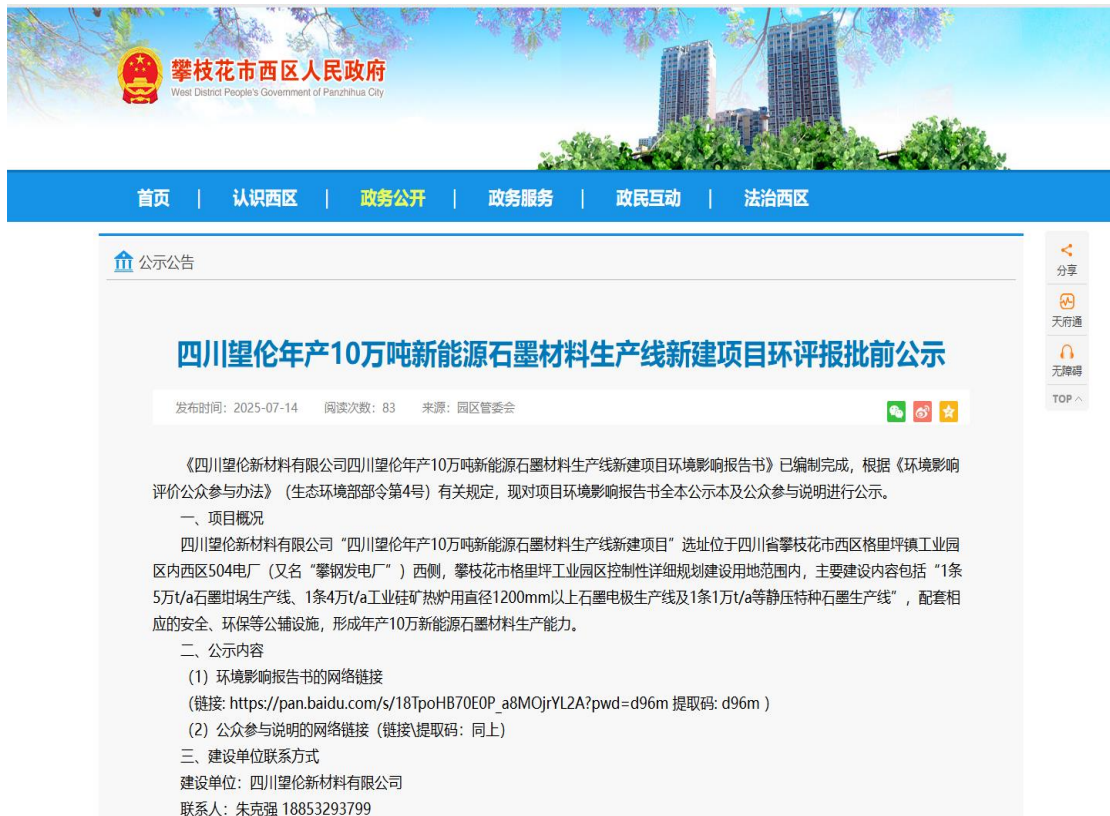 攀枝花市西区人民政府
West District People's Government of Panzhihua City
首页 | 认识西区 | 政务公开 | 政务服务 | 政民互动 | 法治西区
公示公告
分享
天府通
无障碍
TOP
四川望伦年产10万吨新能源石墨材料生产线新建项目环评报批前公示
发布时间：2025-07-14 阅读次数：83 来源：园区管委会
《四川望伦新材料有限公司四川望伦年产10万吨新能源石墨材料生产线新建项目环境影响报告书》已编制完成，根据《环境影响
评价公众参与办法》（生态环境部部令第4号）有关规定，现对项目环境影响报告书全本公示本及公众参与说明进行公示。
一、项目概况
四川望伦新材料有限公司“四川望伦年产10万吨新能源石墨材料生产线新建项目”选址位于四川省攀枝花市西区格里坪镇工业园
区内西区504电厂（又名“攀钢发电厂”）西侧，攀枝花市格里坪工业园区控制性详细规划建设用地范围内，主要建设内容包括“1条
5万t/a石墨坩埚生产线、1条4万t/a工业硅矿热炉用直径1200mm以上石墨电极生产线及1条1万t/a等静压特种石墨生产线”，配套相
应的安全、环保等公辅设施，形成年产10万新能源石墨材料生产能力。
二、公示内容
（1）环境影响报告书的网络链接
（链接: https://pan.baidu.com/s/18TpoHB70E0P_a8MOjrYL2A?pwd=d96m 提取码: d96m ）
（2）公众参与说明的网络链接（链接\提取码：同上）
三、建设单位联系方式
建设单位：四川望伦新材料有限公司
联系人：朱克强 18853293799